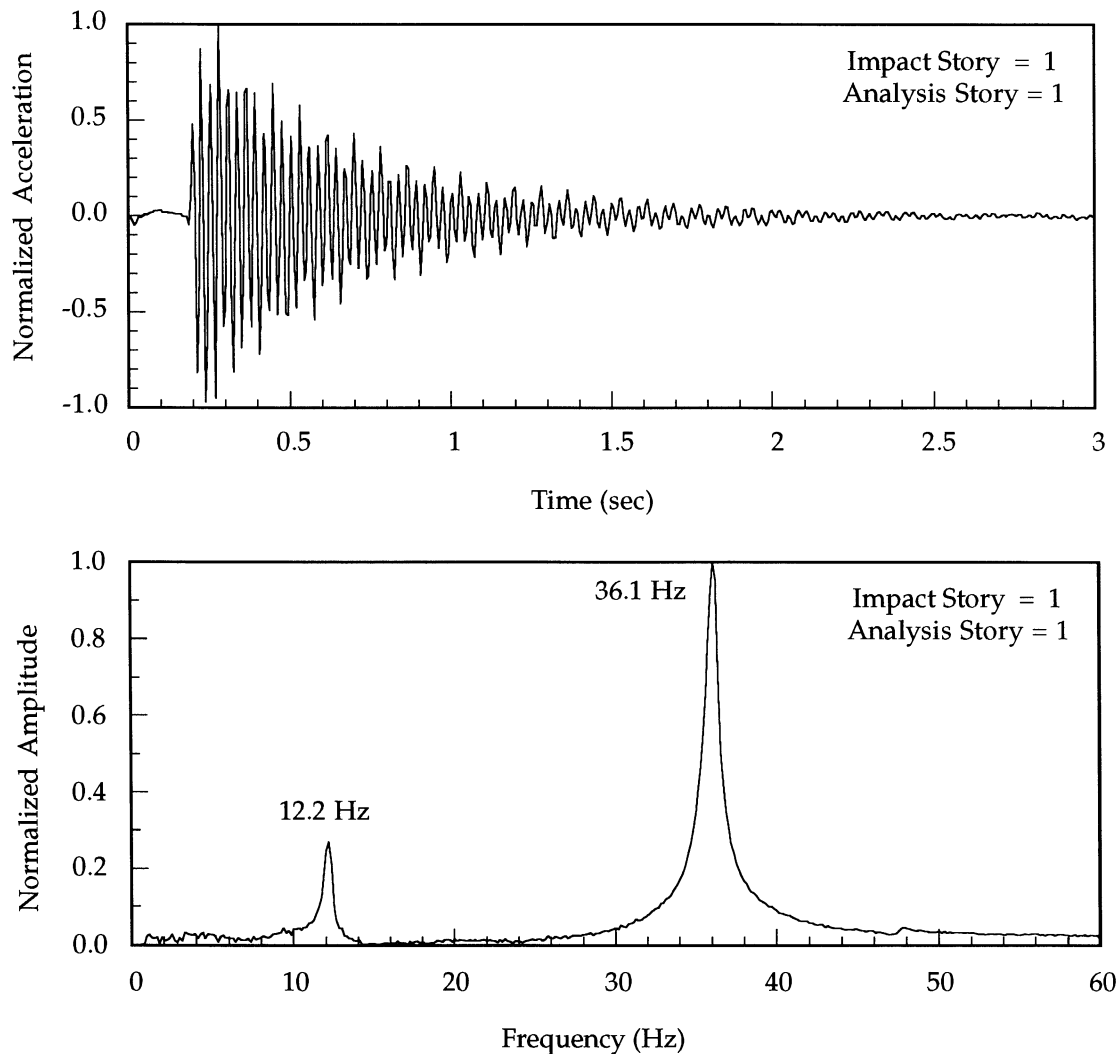 1.0
0.5
0.0
-0.5
-1.0
Normalized Acceleration
Impact Story = 1
Analysis Story = 1
0 0.5 1 1.5 2 2.5 3
Time (sec)
1.0
0.8
0.6
0.4
0.2
0.0
Normalized Amplitude
36.1 Hz
12.2 Hz
Impact Story = 1
Analysis Story = 1
0 10 20 30 40 50 60
Frequency (Hz)